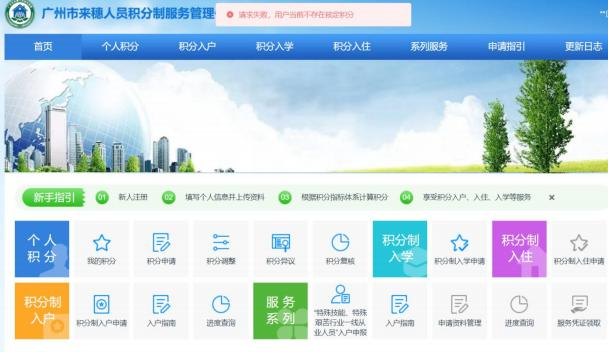 广州市来穗人员积分制服务管理
请求失败，用户当前不存在核定积分
首页 个人积分 积分入户 积分入学 积分入住 系列服务 申请指引 更新日志
新手指引 01 新人注册 02 填写个人信息并上传资料 03 根据积分指标体系计算积分 04 享受积分入户、入住、入学等服务
个人
积分
我的积分 积分申请 积分调整 积分异议 积分复核
积分制
入学
积分制入学申请
积分制
入住
积分制入住申请
积分制
入户
积分制入户申请 入户指南 进度查询
服务
系列
“特殊技能、特殊
艰苦行业一线从
业人员”入户申报
入户指南 申请资料管理 进度查询 服务凭证领取